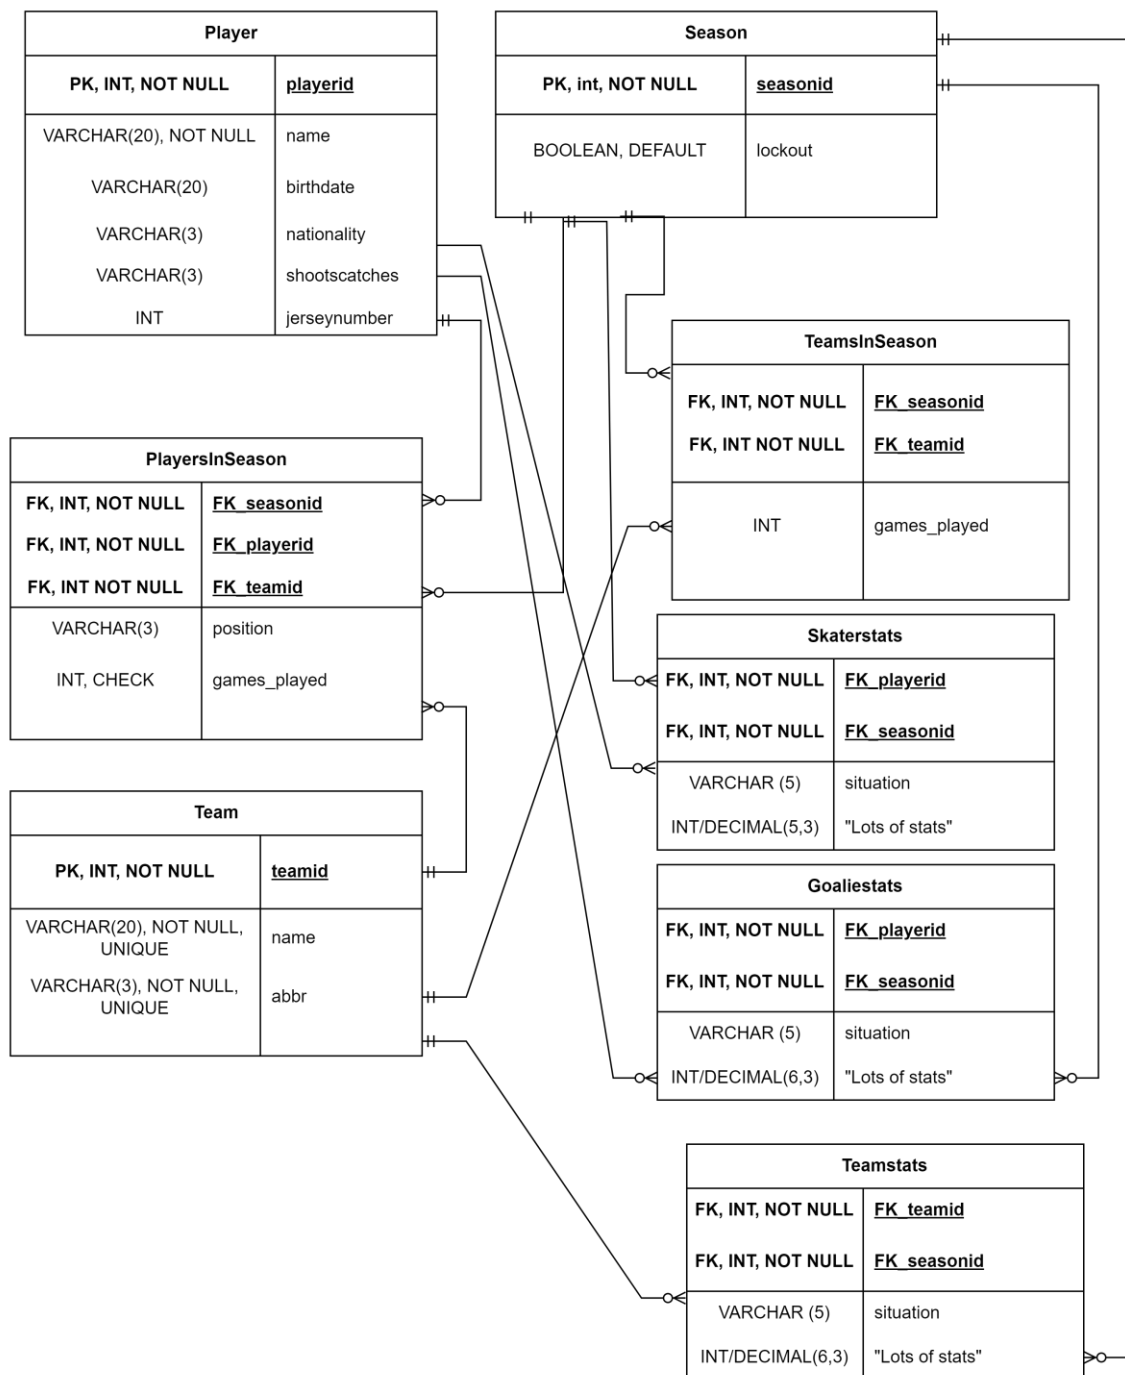 Player
PK, INT, NOT NULL playerid
VARCHAR(20), NOT NULL name
VARCHAR(20) birthdate
VARCHAR(3) nationality
VARCHAR(3) shootscatches
INT jerseynumber
Season
PK, int, NOT NULL seasonid
BOOLEAN, DEFAULT lockout
TeamsInSeason
FK, INT, NOT NULL FK_seasonid
FK, INT NOT NULL FK_teamid
INT games_played
PlayersInSeason
FK, INT, NOT NULL FK_seasonid
FK, INT, NOT NULL FK_playerid
FK, INT NOT NULL FK_teamid
VARCHAR(3) position
INT, CHECK games_played
Skaterstats
FK, INT, NOT NULL FK_playerid
FK, INT, NOT NULL FK_seasonid
VARCHAR (5) situation
INT/DECIMAL(5,3) "Lots of stats"
Team
PK, INT, NOT NULL teamid
VARCHAR(20), NOT NULL,
UNIQUE name
VARCHAR(3), NOT NULL,
UNIQUE abbr
Goaliestats
FK, INT, NOT NULL FK_playerid
FK, INT, NOT NULL FK_seasonid
VARCHAR (5) situation
INT/DECIMAL(6,3) "Lots of stats"
Teamstats
FK, INT, NOT NULL FK_teamid
FK, INT, NOT NULL FK_seasonid
VARCHAR (5) situation
INT/DECIMAL(6,3) "Lots of stats"